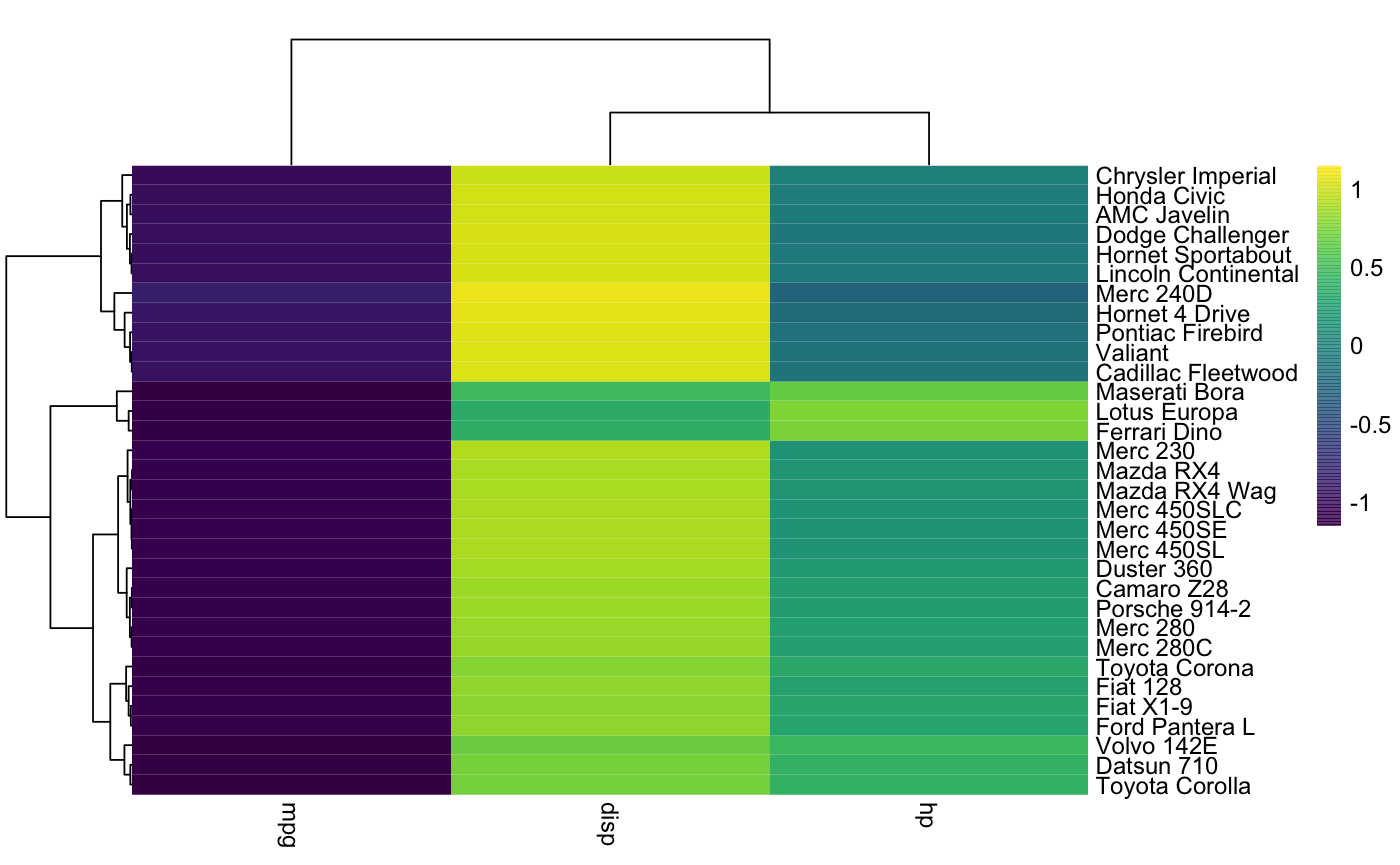 Chrysler Imperial
Honda Civic
AMC Javelin
Dodge Challenger
Hornet Sportabout
Lincoln Continental
Merc 240D
Hornet 4 Drive
Pontiac Firebird
Valiant
Cadillac Fleetwood
Maserati Bora
Lotus Europa
Ferrari Dino
Merc 230
Mazda RX4
Mazda RX4 Wag
Merc 450SLC
Merc 450SE
Merc 450SL
Duster 360
Camaro Z28
Porsche 914-2
Merc 280
Merc 280C
Toyota Corona
Fiat 128
Fiat X1-9
Ford Pantera L
Volvo 142E
Datsun 710
Toyota Corolla
1
0.5
0
-0.5
-1
mpg
disp
hp